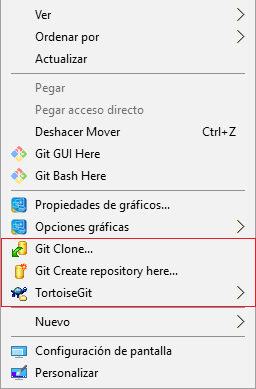 Ver
Ordenar por
Actualizar
Pegar
Pegar acceso directo
Deshacer Mover Ctrl+Z
Git GUI Here
Git Bash Here
Propiedades de gráficos...
Opciones gráficas
Git Clone...
Git Create repository here...
TortoiseGit
Nuevo
Configuración de pantalla
Personalizar